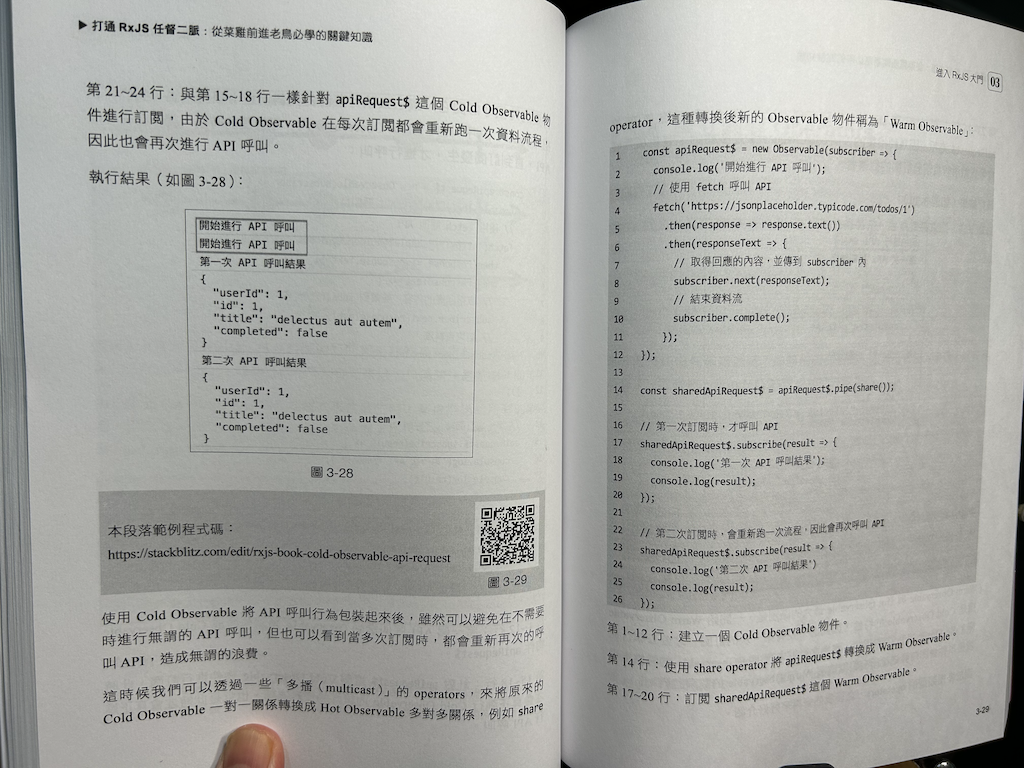 ▶ 打通 RxJS 任督二脈：從菜雞前進老鳥必學的關鍵知識
第 21~24 行：與第 15~18 行一樣針對 apiRequest$ 這個 Cold Observable 物
件進行訂閱，由於 Cold Observable 在每次訂閱都會重新跑一次資料流程，
因此也會再次進行 API 呼叫。
執行結果（如圖 3-28）：
開始進行 API 呼叫
開始進行 API 呼叫
第一次 API 呼叫結果
{
"userId": 1,
"id": 1,
"title": "delectus aut autem",
"completed": false
}
第二次 API 呼叫結果
{
"userId": 1,
"id": 1,
"title": "delectus aut autem",
"completed": false
}
圖 3-28
本段落範例程式碼：
https://stackblitz.com/edit/rxjs-book-cold-observable-api-request
圖 3-29
使用 Cold Observable 將 API 呼叫行為包裝起來後，雖然可以避免在不需要
時進行無謂的 API 呼叫，但也可以看到當多次訂閱時，都會重新再次的呼
叫 API，造成無謂的浪費。
這時候我們可以透過一些「多播（multicast）」的 operators，來將原來的
Cold Observable 一對一關係轉換成 Hot Observable 多對多關係，例如 share
進入 RxJS 大門 03
operator，這種轉換後新的 Observable 物件稱為「Warm Observable」：
1 const apiRequest$ = new Observable(subscriber => {
2 console.log('開始進行 API 呼叫');
3 // 使用 fetch 呼叫 API
4 fetch('https://jsonplaceholder.typicode.com/todos/1')
5 .then(response => response.text())
6 .then(responseText => {
7 // 取得回應的內容，並傳到 subscriber 內
8 subscriber.next(responseText);
9 // 結束資料流
10 subscriber.complete();
11 });
12 });
13
14 const sharedApiRequest$ = apiRequest$.pipe(share());
15
16 // 第一次訂閱時，才呼叫 API
17 sharedApiRequest$.subscribe(result => {
18 console.log('第一次 API 呼叫結果');
19 console.log(result);
20 });
21
22 // 第二次訂閱時，會重新跑一次流程，因此會再次呼叫 API
23 sharedApiRequest$.subscribe(result => {
24 console.log('第二次 API 呼叫結果')
25 console.log(result);
26 });
第 1~12 行：建立一個 Cold Observable 物件。
第 14 行：使用 share operator 將 apiRequest$ 轉換成 Warm Observable。
第 17~20 行：訂閱 sharedApiRequest$ 這個 Warm Observable。
3-29